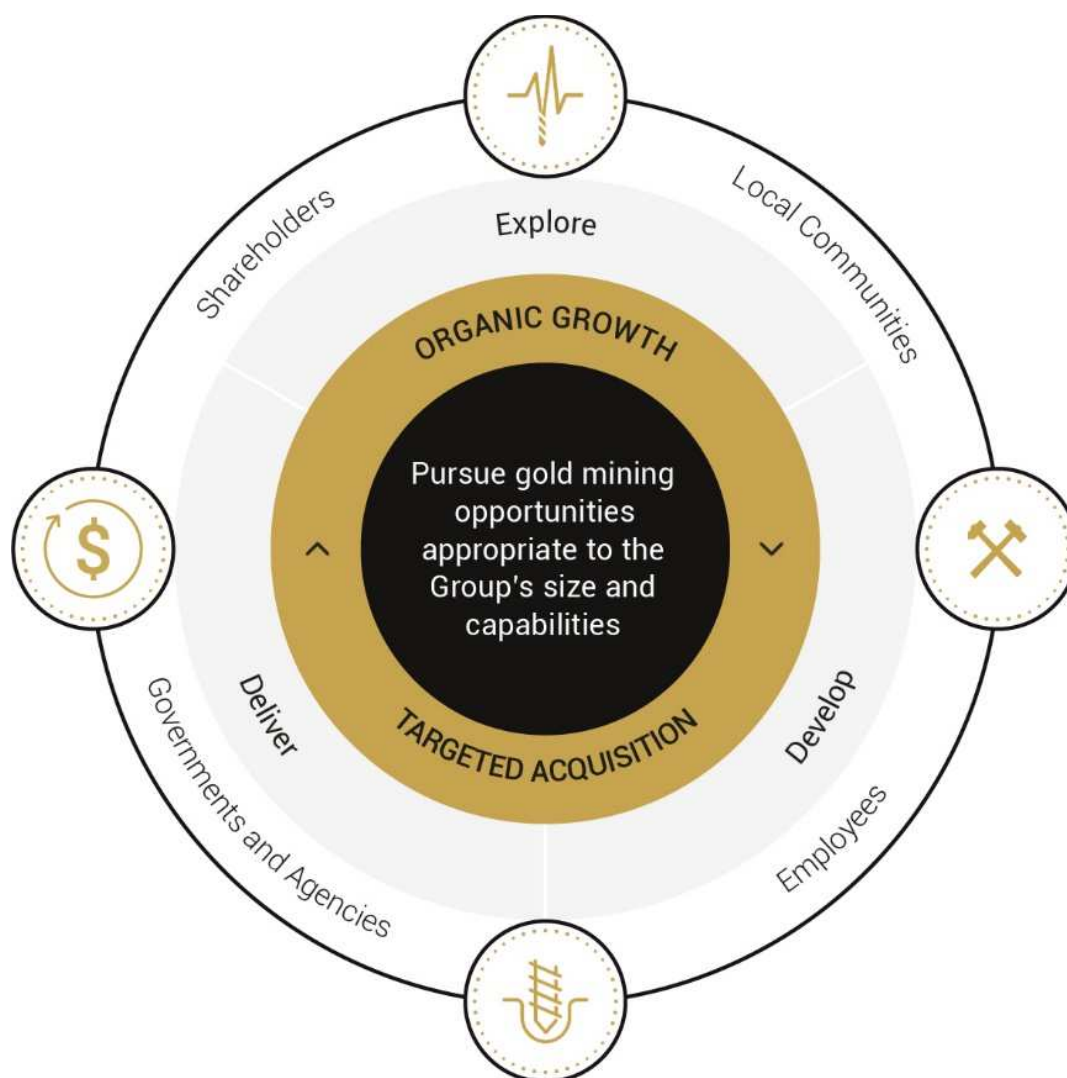 Shareholders
Local Communities
Explore
ORGANIC GROWTH
Pursue gold mining
opportunities
appropriate to the
Group's size and
capabilities
$
TARGETED ACQUISITION
Deliver
Develop
Governments and Agencies
Employees